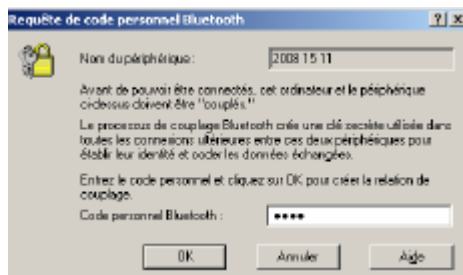 Requête de code personnel Bluetooth
Nom du périphérique :
2008 15 11
Avant de pouvoir être connectés, cet ordinateur et le périphérique
ci-dessus doivent être "couplés."
Le processus de couplage Bluetooth crée une clé secrète utilisée dans
toutes les connexions ultérieures entre ces deux périphériques pour
établir leur identité et coder les données échangées.
Entrez le code personnel et cliquez sur OK pour créer la relation de
couplage.
Code personnel Bluetooth :
••••
OK
Annuler
Aide